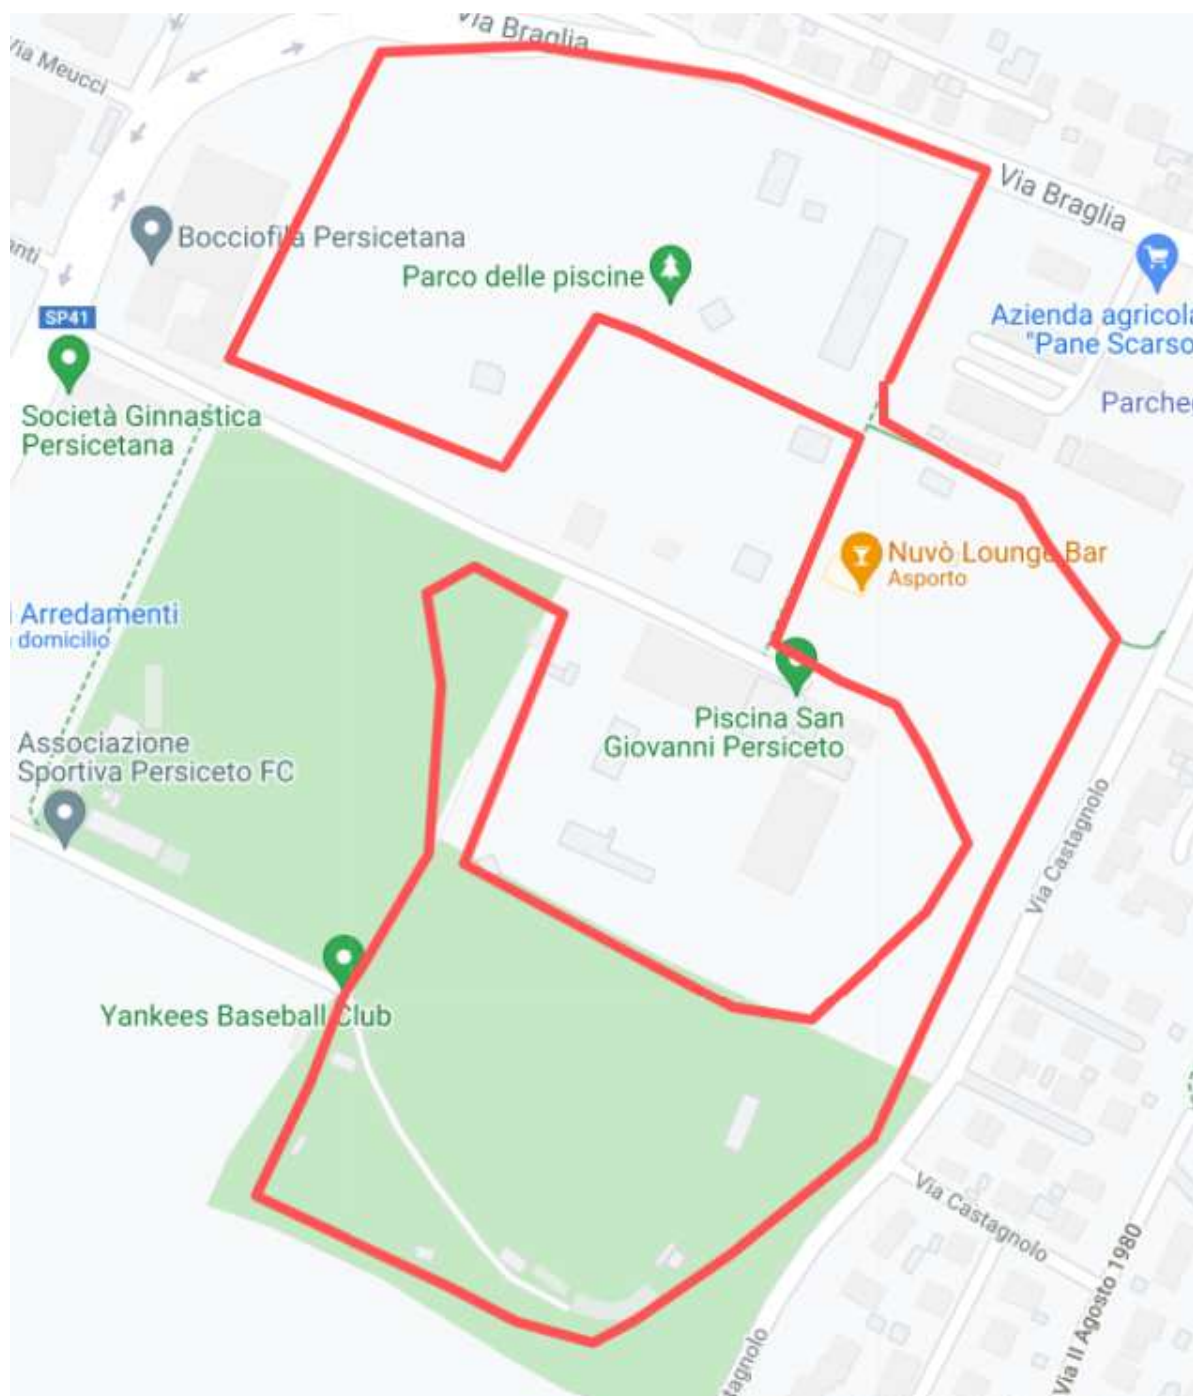 Via Braglia
Via Meucci
Via Braglia
Bocciofila Persicetana
Parco delle piscine
anti
SP41
Azienda agricola
"Pane Scarso
Società Ginnastica
Persicetana
Parche
Nuvò Lounge Bar
Asporto
i Arredamenti
domicilio
Piscina San
Giovanni Persiceto
Associazione
Sportiva Persiceto FC
Via Castagnolo
Yankees Baseball Club
Via Castagnolo
Via II Agosto 1980
stagnolo